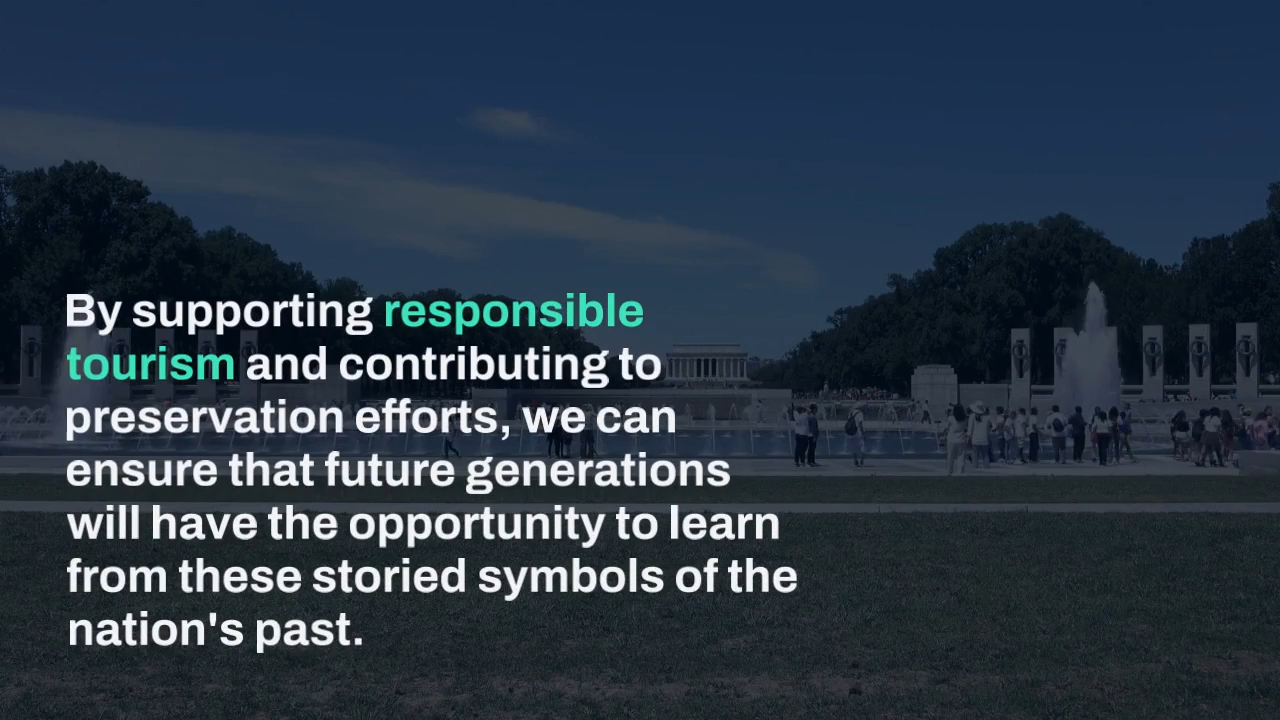 By supporting responsible
tourism and contributing to
preservation efforts, we can
ensure that future generations
will have the opportunity to learn
from these storied symbols of the
nation's past.